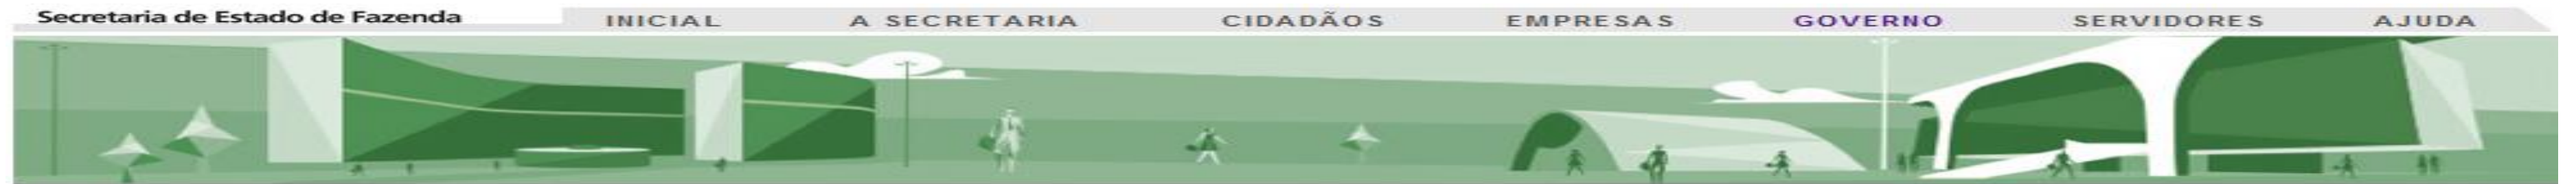 Secretaria de Estado de Fazenda
INICIAL A SECRETARIA CIDADÃOS EMPRESAS GOVERNO SERVIDORES AJUDA